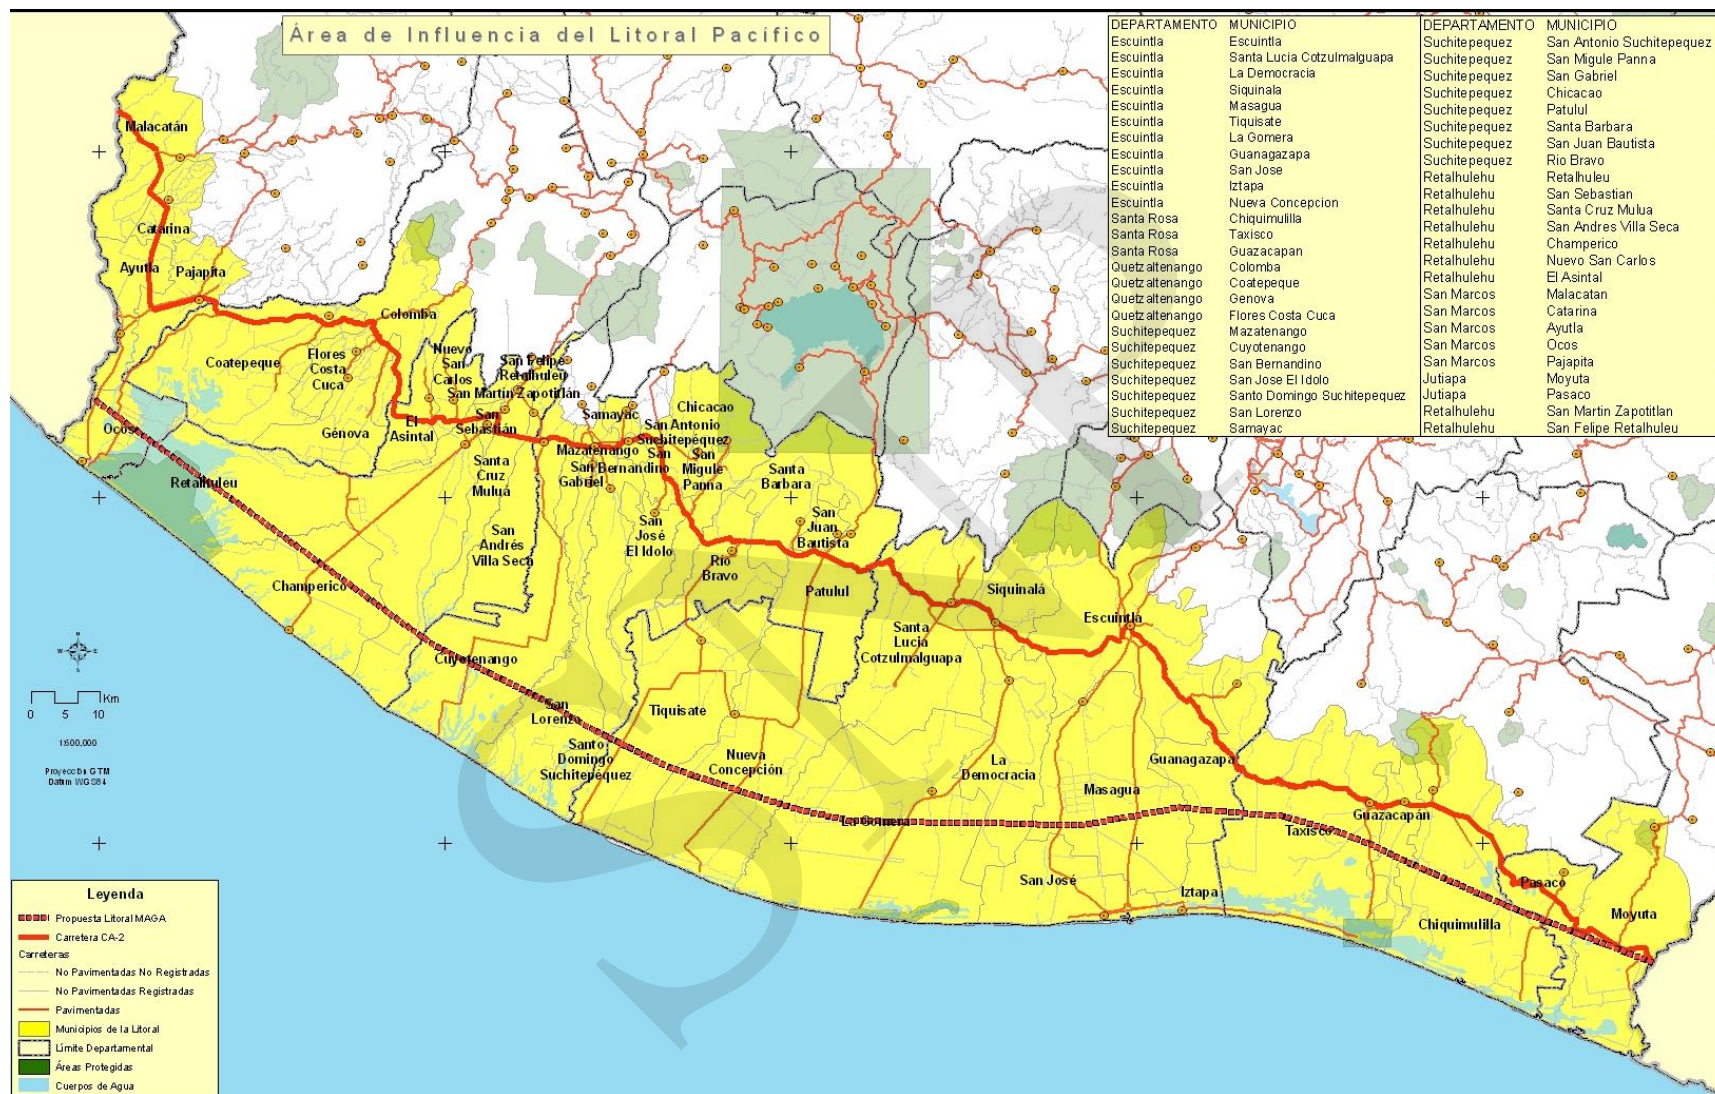 Área de Influencia del Litoral Pacífico
DEPARTAMENTO MUNICIPIO
Escuintla Escuintla
Escuintla Santa Lucia Cotzulmalguapa
Escuintla La Democracia
Escuintla Siquinala
Escuintla Masagua
Escuintla Tiquisate
Escuintla La Gomera
Escuintla Guanagazapa
Escuintla San Jose
Escuintla Iztapa
Escuintla Nueva Concepcion
Santa Rosa Chiquimulilla
Santa Rosa Taxisco
Santa Rosa Guazacapan
Quetzaltenango Colomba
Quetzaltenango Coatepeque
Quetzaltenango Genova
Quetzaltenango Flores Costa Cuca
Suchitepequez Mazatenango
Suchitepequez Cuyotenango
Suchitepequez San Bernandino
Suchitepequez San Jose El Idolo
Suchitepequez Santo Domingo Suchitepequez
Suchitepequez San Lorenzo
Suchitepequez Samayac
DEPARTAMENTO MUNICIPIO
Suchitepequez San Antonio Suchitepequez
Suchitepequez San Migule Panna
Suchitepequez San Gabriel
Suchitepequez Chicacao
Suchitepequez Patulul
Suchitepequez Santa Barbara
Suchitepequez San Juan Bautista
Suchitepequez Rio Bravo
Retalhulehu Retalhuleu
Retalhulehu San Sebastian
Retalhulehu Santa Cruz Mulua
Retalhulehu San Andres Villa Seca
Retalhulehu Champerico
Retalhulehu Nuevo San Carlos
Retalhulehu El Asintal
San Marcos Malacatan
San Marcos Catarina
San Marcos Ayutla
San Marcos Ocos
San Marcos Pajapita
Jutiapa Moyuta
Jutiapa Pasaco
Retalhulehu San Martin Zapotitlan
Retalhulehu San Felipe Retalhuleu
Malacatán
Catarina
Ayutla
Pajapita
Colomba
Coatepeque
Flores
Costa
Cuca
Nuevo
San
Carlos
San Felipe
Retalhuleu
San Martín Zapotitlán
Ocos
Génova
El
Asintal
San
Sebastián
Samayac
Chicacao
San Antonio
Suchitepéquez
Mazatenango
San Bernandino
San
Gabriel
San
San
Migule
Panna
Santa
Barbara
Retalhuleu
Santa
Cruz
Muluá
San
Andrés
Villa Seca
San
José
El Idolo
San
Juan
Bautista
Río
Bravo
Patulul
Siquinalá
Escuintla
Champerico
Santa
Lucia
Cotzulmalguapa
Cuyotenango
San
Lorenzo
Tiquisate
Santo
Domingo
Suchitepéquez
Nueva
Concepción
La
Democracia
Guanagazapa
Masagua
La Gomera
Taxisco
Guazacapán
San José
Iztapa
Pasaco
Chiquimulilla
Moyuta
N
W E
S
Km
0 5 10
1:600,000
Proyección GTM
Datum WGS84
Leyenda
Propuesta Litoral MAGA
Carretera CA-2
Carreteras
No Pavimentadas No Registradas
No Pavimentadas Registradas
Pavimentadas
Municipios de la Litoral
Límite Departamental
Áreas Protegidas
Cuerpos de Agua